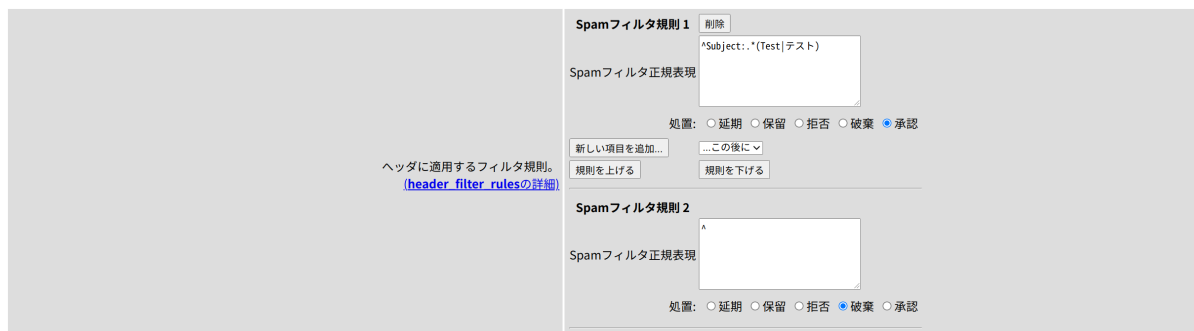 Spamフィルタ規則 1 削除
Spamフィルタ正規表現 ^Subject:.*(Test|テスト)
処置: 延期 保留 拒否 破棄 承認
新しい項目を追加... ...この後に
規則を上げる 規則を下げる
ヘッダに適用するフィルタ規則。
(header_filter_rulesの詳細)
Spamフィルタ規則 2
Spamフィルタ正規表現 ^
処置: 延期 保留 拒否 破棄 承認